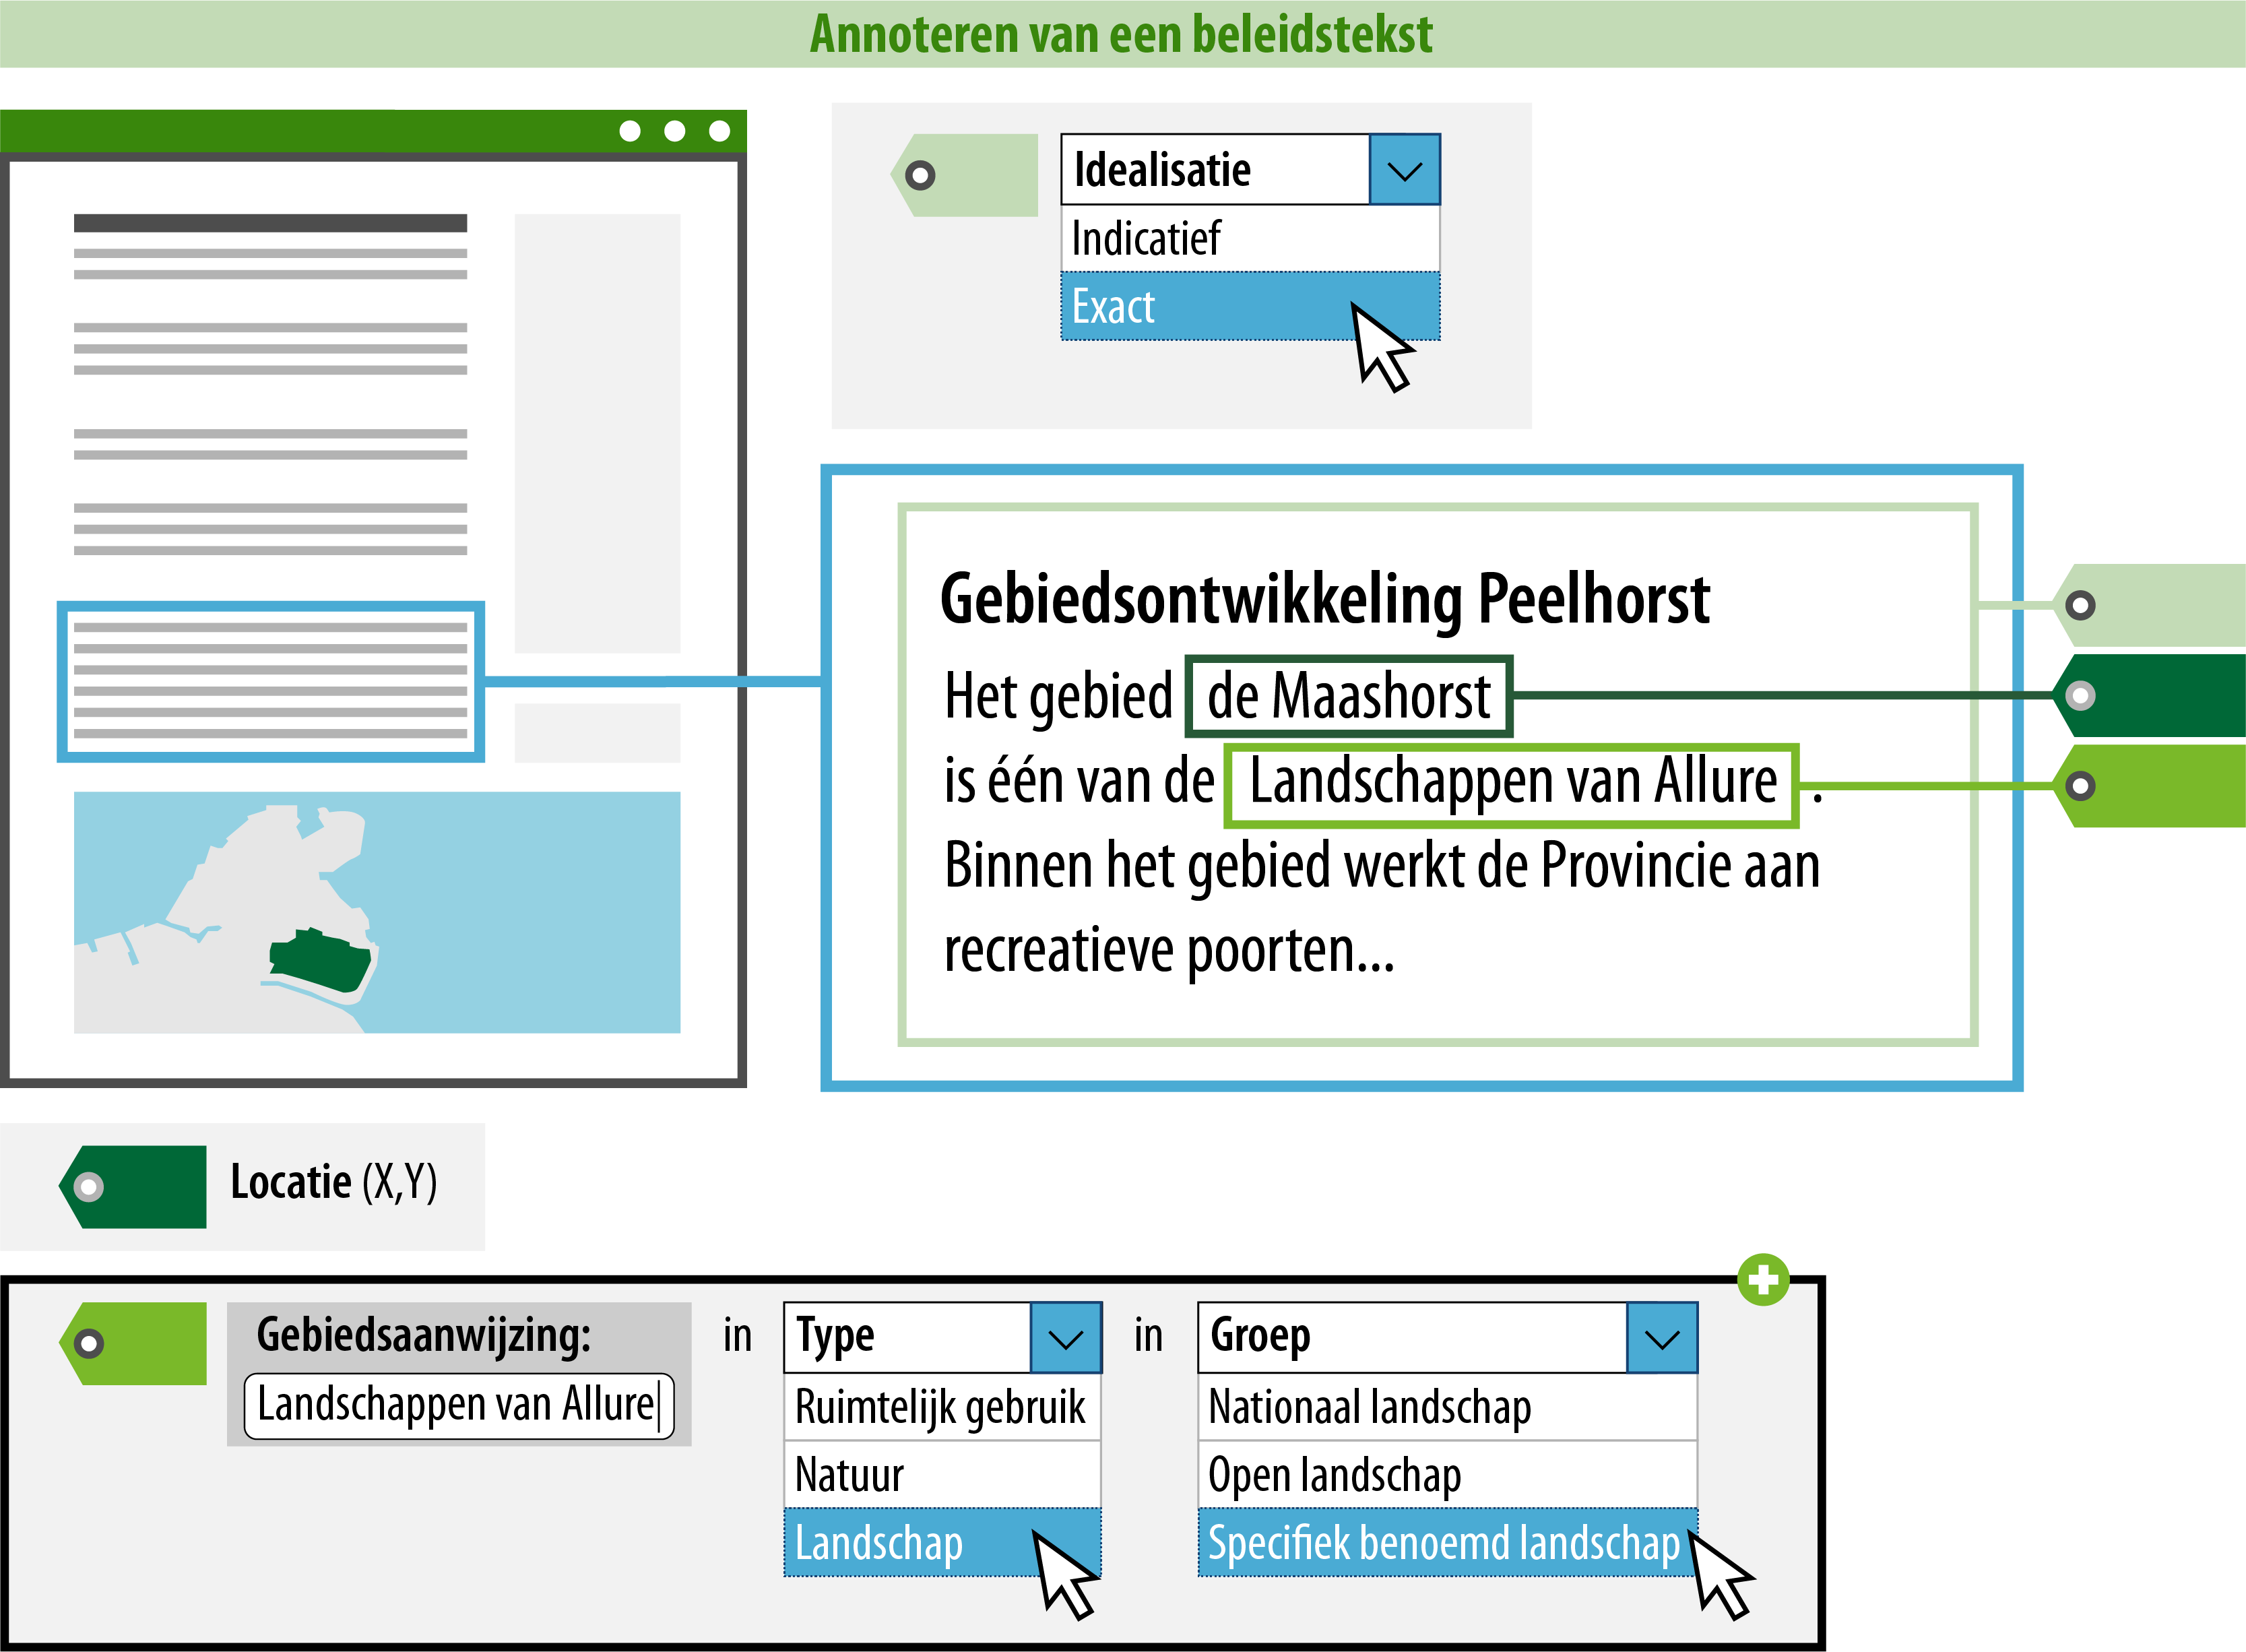 Annoteren van een beleidstekst
Idealisatie
Indicatief
Exact
Gebiedsontwikkeling Peelhorst
Het gebied de Maashorst
is één van de Landschappen van Allure .
Binnen het gebied werkt de Provincie aan
recreatieve poorten...
Locatie (X,Y)
Gebiedsaanwijzing:
Landschappen van Allure
in
Type
Ruimtelijk gebruik
Natuur
Landschap
in
Groep
Nationaal landschap
Open landschap
Specifiek benoemd landschap